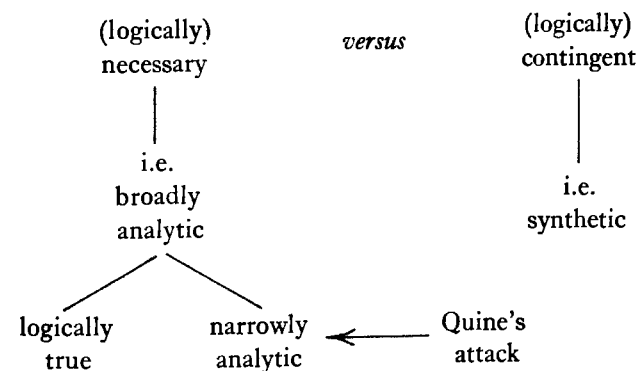 (logically)
necessary
versus
(logically)
contingent
i.e.
broadly
analytic
i.e.
synthetic
logically
true
narrowly
analytic
Quine's
attack